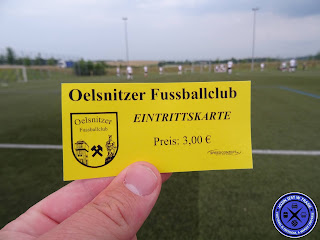 Oelsnitzer Fussballclub
EINTRITTSKARTE
Preis: 3,00 €
Oelsnitzer
Fussballclub